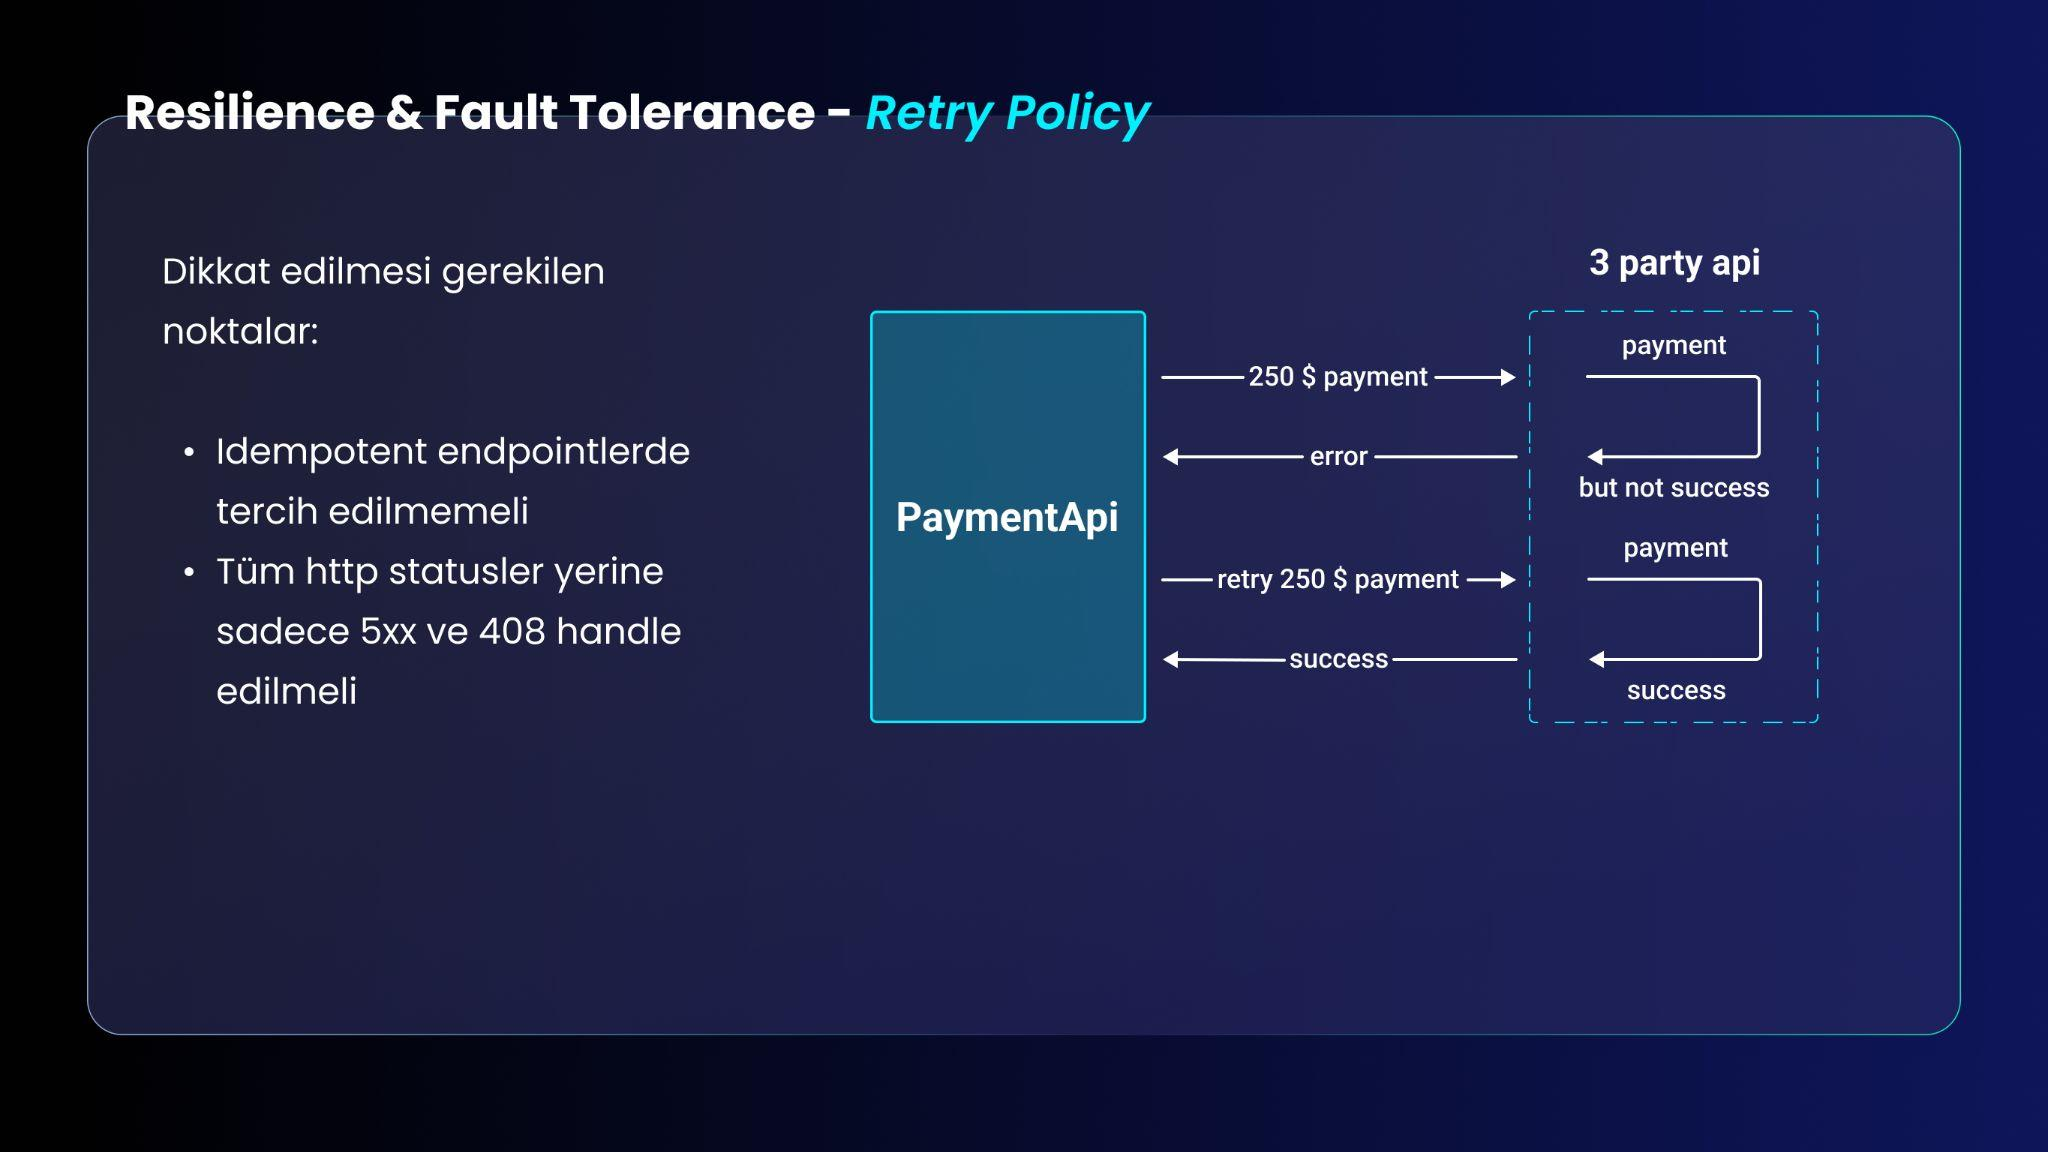 Resilience & Fault Tolerance - Retry Policy
Dikkat edilmesi gerekilen
noktalar:
• Idempotent endpointlerde
tercih edilmemeli
• Tüm http statusler yerine
sadece 5xx ve 408 handle
edilmeli
PaymentApi
250 $ payment
error
retry 250 $ payment
success
3 party api
payment
but not success
payment
success